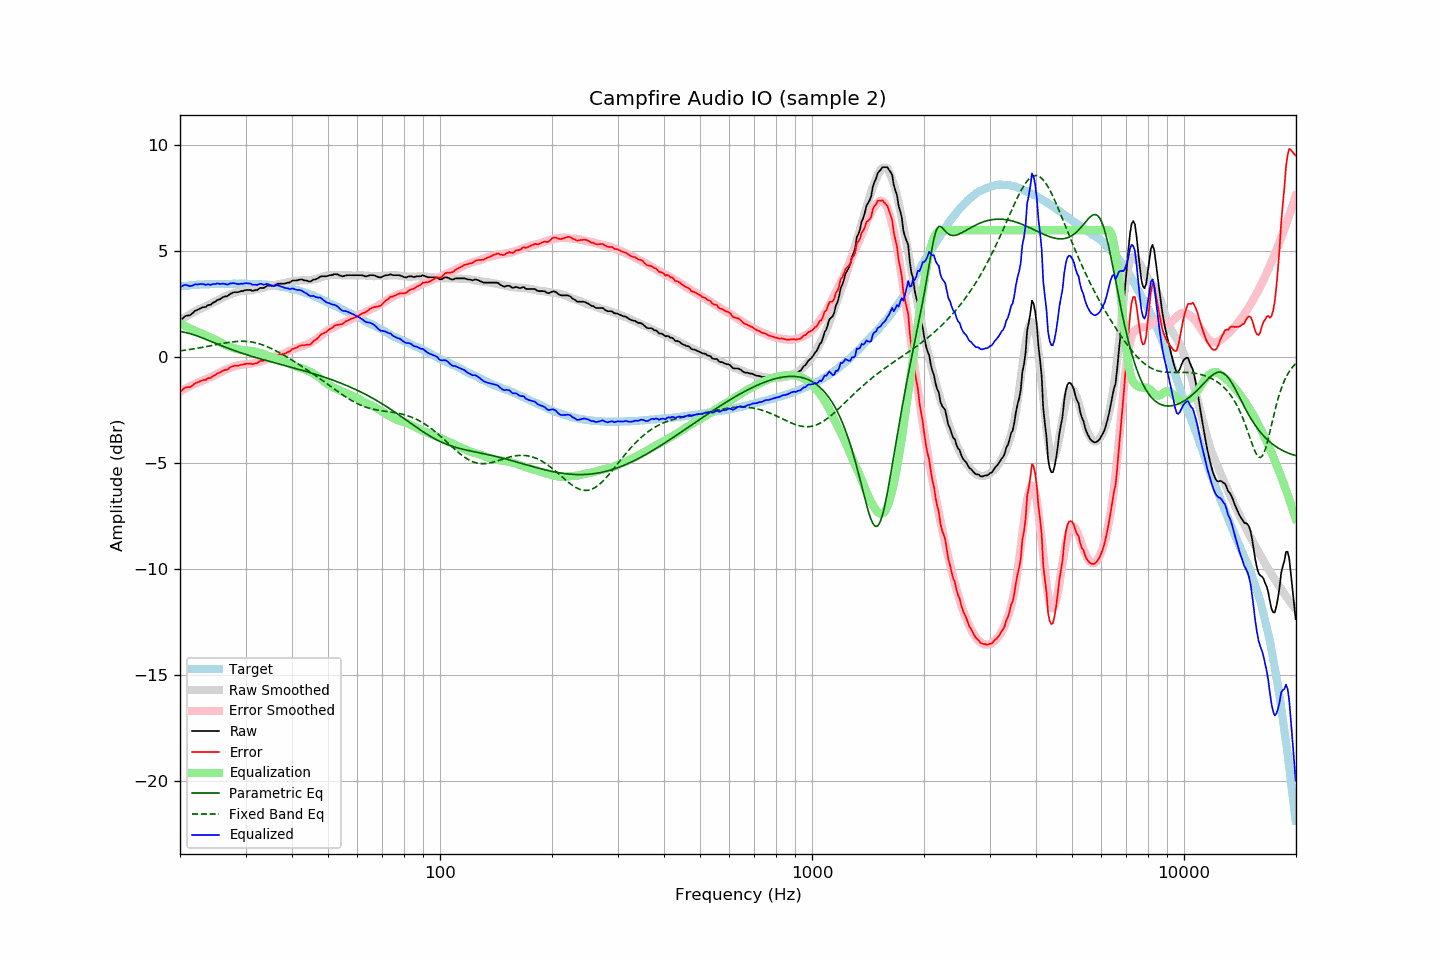 Campfire Audio IO (sample 2)
10
5
0
−5
−10
−15
−20
Amplitude (dBr)
Target
Raw Smoothed
Error Smoothed
Raw
Error
Equalization
Parametric Eq
Fixed Band Eq
Equalized
100
1000
10000
Frequency (Hz)